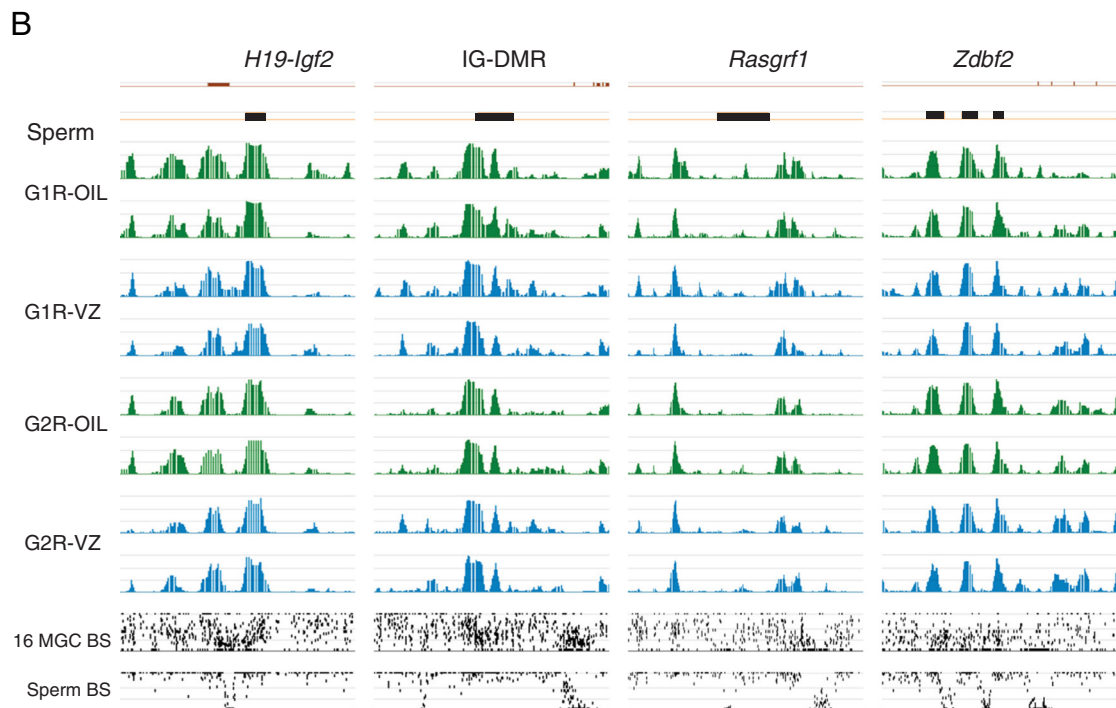 B
H19-Igf2 IG-DMR Rasgrf1 Zdbf2
Sperm
G1R-OIL
G1R-VZ
G2R-OIL
G2R-VZ
16 MGC BS
Sperm BS